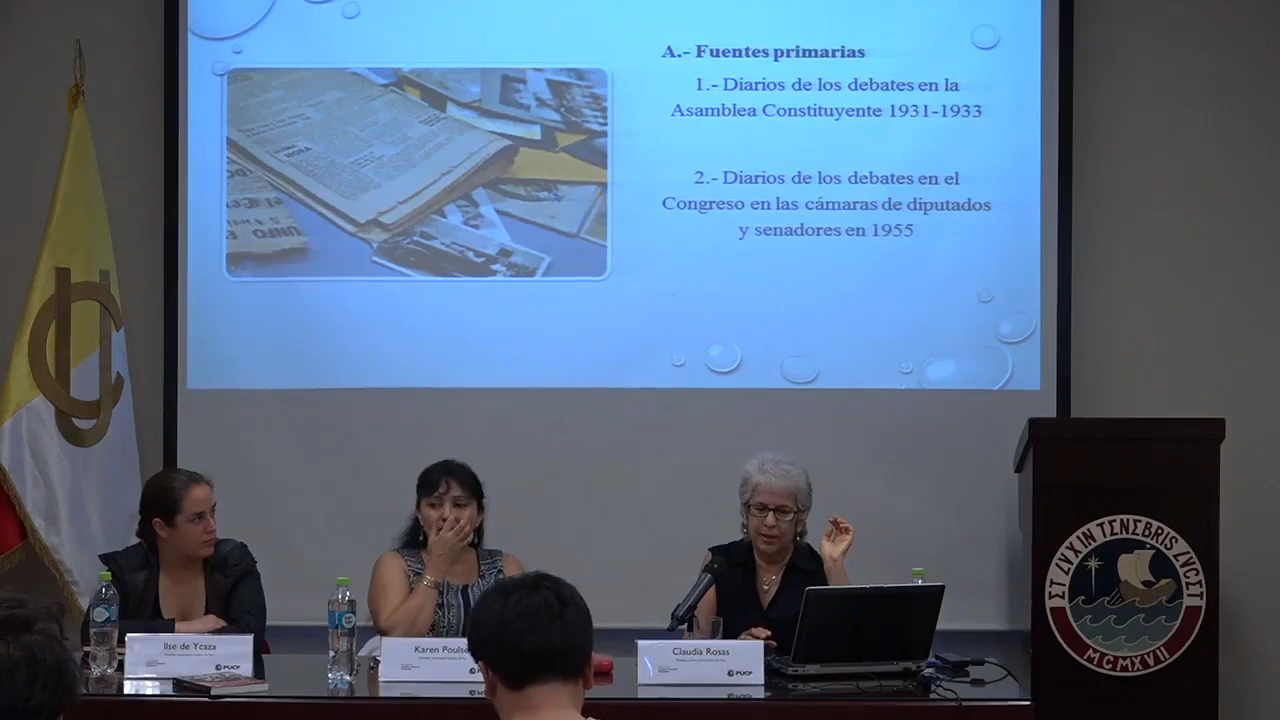 A.- Fuentes primarias
1.- Diarios de los debates en la
Asamblea Constituyente 1931-1933
2.- Diarios de los debates en el
Congreso en las cámaras de diputados
y senadores en 1955
Ilse de Ycaza
PUCP
Karen Poulse
Claudia Rosas
PUCP
ET LVX IN TENEBRIS LVCET
MCMXVII